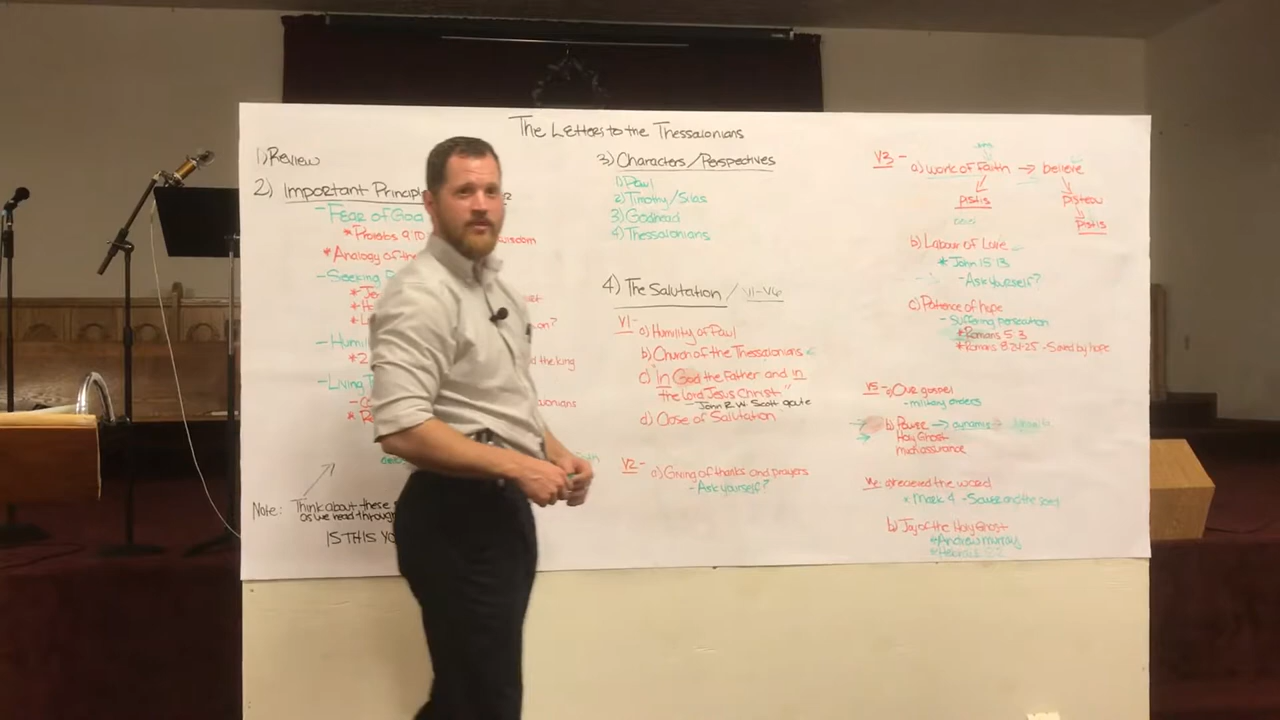 The Letters to the Thessalonians
1) Review
2) Important Princip
- Fear of God
* Proverbs 9:10
wisdom
* Analogy of the
- Seeking
- Humil
* 2
d the king
- Living T
onians
Note: Think about these
as we read through
IS THIS YO
3) Characters/Perspectives
1) Paul
2) Timothy/Silas
3) Godhead
4) Thessalonians
4) The Salutation / V1-V6
V1- a) Humility of Paul
b) Church of the Thessalonians
c) "in God the Father and in
the Lord Jesus Christ"
- John R.W. Scott quote
d) Close of Salutation
V2- a) Giving of thanks and prayers
- Ask yourself?
V3- a) work of Faith → believe
pistis pisteou
pistis
b) Labour of Love
* John 15:13
- Ask yourself?
c) Patience of hope
- Suffering persecution
* Romans 5:3
* Romans 8:24-25 - Saved by hope
V5- a) Our gospel
- military orders
b) Power → dynamis →
Holy Ghost
much assurance
V6- a) received the word
* Mark 4 - Sower and the seed
b) Joy of the Holy Ghost
* Andrew Murray